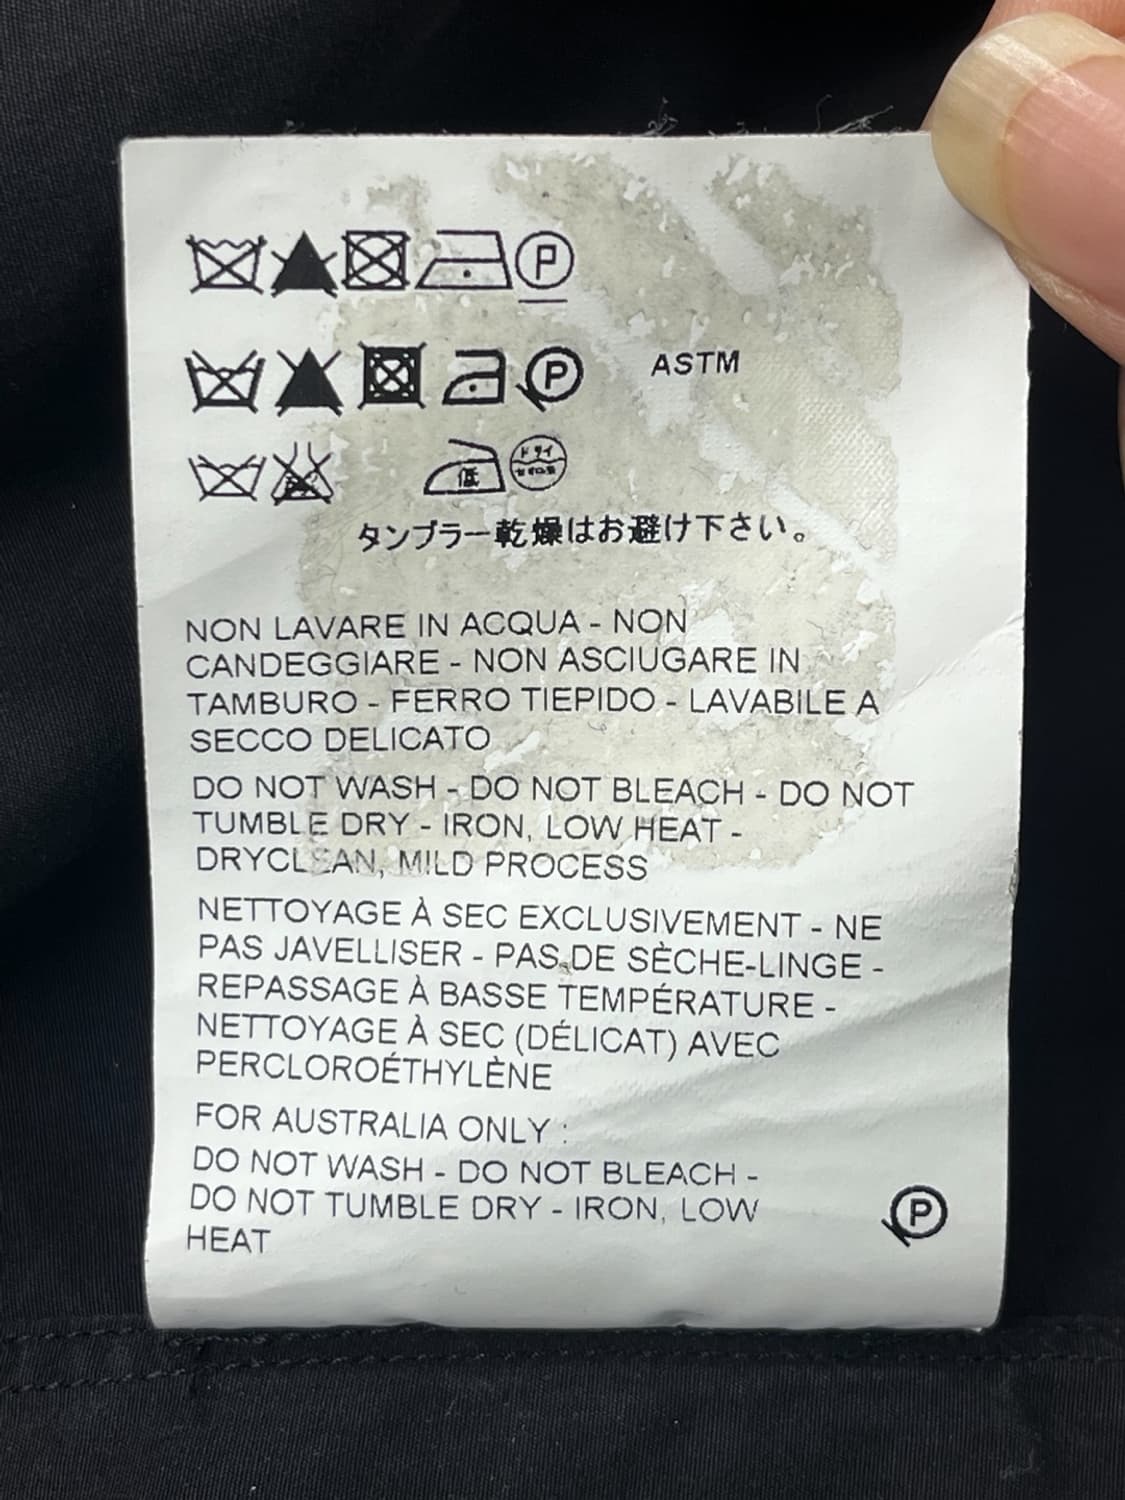 P
P ASTM
低 ドライ セキユ系
タンブラー乾燥はお避け下さい。
NON LAVARE IN ACQUA - NON
CANDEGGIARE - NON ASCIUGARE IN
TAMBURO - FERRO TIEPIDO - LAVABILE A
SECCO DELICATO
DO NOT WASH - DO NOT BLEACH - DO NOT
TUMBLE DRY - IRON, LOW HEAT -
DRYCLEAN, MILD PROCESS
NETTOYAGE À SEC EXCLUSIVEMENT - NE
PAS JAVELLISER - PAS DE SÈCHE-LINGE -
REPASSAGE À BASSE TEMPÉRATURE -
NETTOYAGE À SEC (DÉLICAT) AVEC
PERCLOROÉTHYLÈNE
FOR AUSTRALIA ONLY :
DO NOT WASH - DO NOT BLEACH -
DO NOT TUMBLE DRY - IRON, LOW
HEAT
P